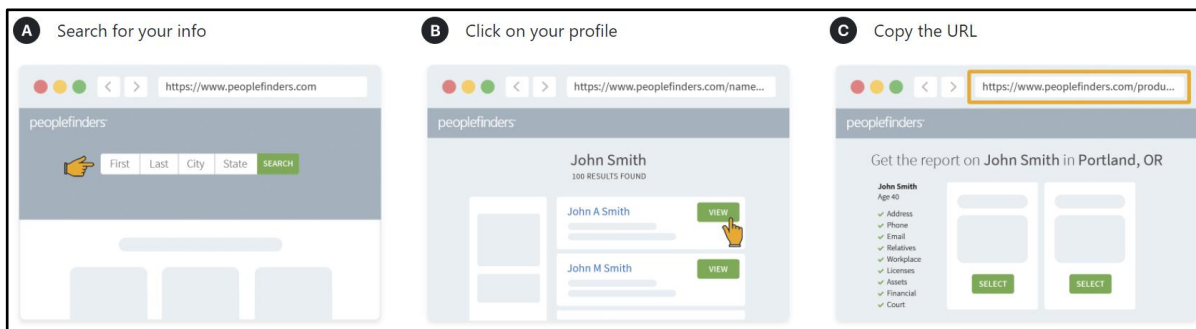 A Search for your info
https://www.peoplefinders.com
peoplefinders
First Last City State SEARCH
B Click on your profile
https://www.peoplefinders.com/name...
peoplefinders
John Smith
100 RESULTS FOUND
John A Smith VIEW
John M Smith VIEW
C Copy the URL
https://www.peoplefinders.com/produ...
peoplefinders
Get the report on John Smith in Portland, OR
John Smith
Age 40
✓ Address
✓ Phone
✓ Email
✓ Relatives
✓ Workplace
✓ Licenses
✓ Assets
✓ Financial
✓ Court
SELECT SELECT